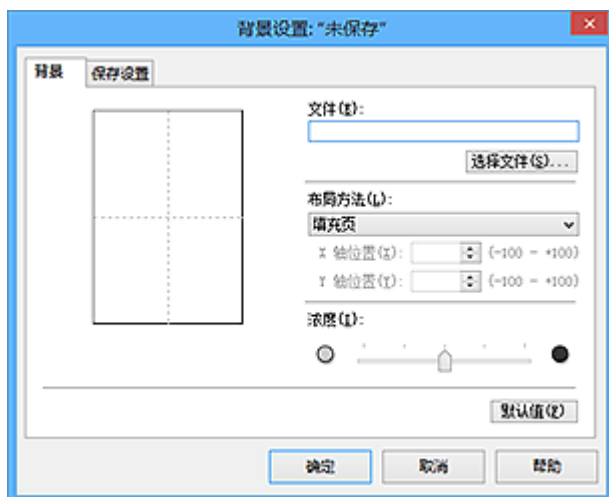 背景设置: "未保存"
背景 保存设置
文件(E):
选择文件(S)...
布局方法(L):
填充页
X 轴位置(X): (-100 - +100)
Y 轴位置(Y): (-100 - +100)
浓度(I):
默认值(P)
确定 取消 帮助